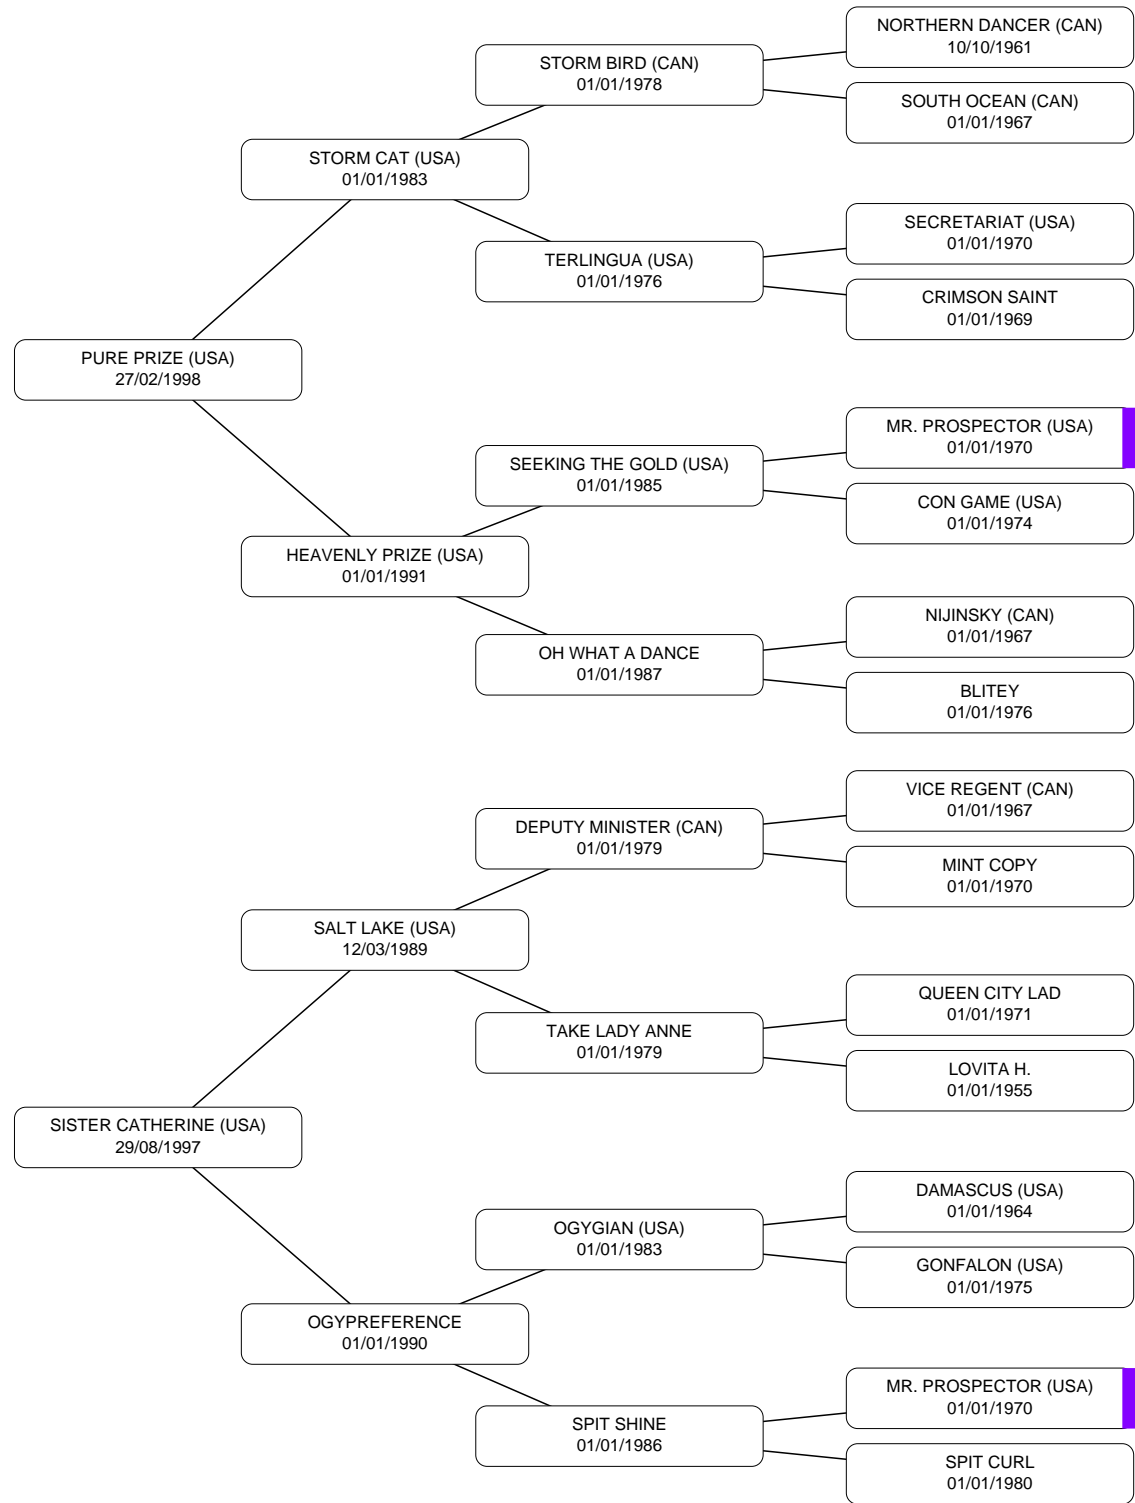 NORTHERN DANCER (CAN)
10/10/1961
STORM BIRD (CAN)
01/01/1978
SOUTH OCEAN (CAN)
01/01/1967
STORM CAT (USA)
01/01/1983
SECRETARIAT (USA)
01/01/1970
TERLINGUA (USA)
01/01/1976
CRIMSON SAINT
01/01/1969
PURE PRIZE (USA)
27/02/1998
MR. PROSPECTOR (USA)
01/01/1970
SEEKING THE GOLD (USA)
01/01/1985
CON GAME (USA)
01/01/1974
HEAVENLY PRIZE (USA)
01/01/1991
NIJINSKY (CAN)
01/01/1967
OH WHAT A DANCE
01/01/1987
BLITEY
01/01/1976
VICE REGENT (CAN)
01/01/1967
DEPUTY MINISTER (CAN)
01/01/1979
MINT COPY
01/01/1970
SALT LAKE (USA)
12/03/1989
QUEEN CITY LAD
01/01/1971
TAKE LADY ANNE
01/01/1979
LOVITA H.
01/01/1955
SISTER CATHERINE (USA)
29/08/1997
DAMASCUS (USA)
01/01/1964
OGYGIAN (USA)
01/01/1983
GONFALON (USA)
01/01/1975
OGYPREFERENCE
01/01/1990
MR. PROSPECTOR (USA)
01/01/1970
SPIT SHINE
01/01/1986
SPIT CURL
01/01/1980